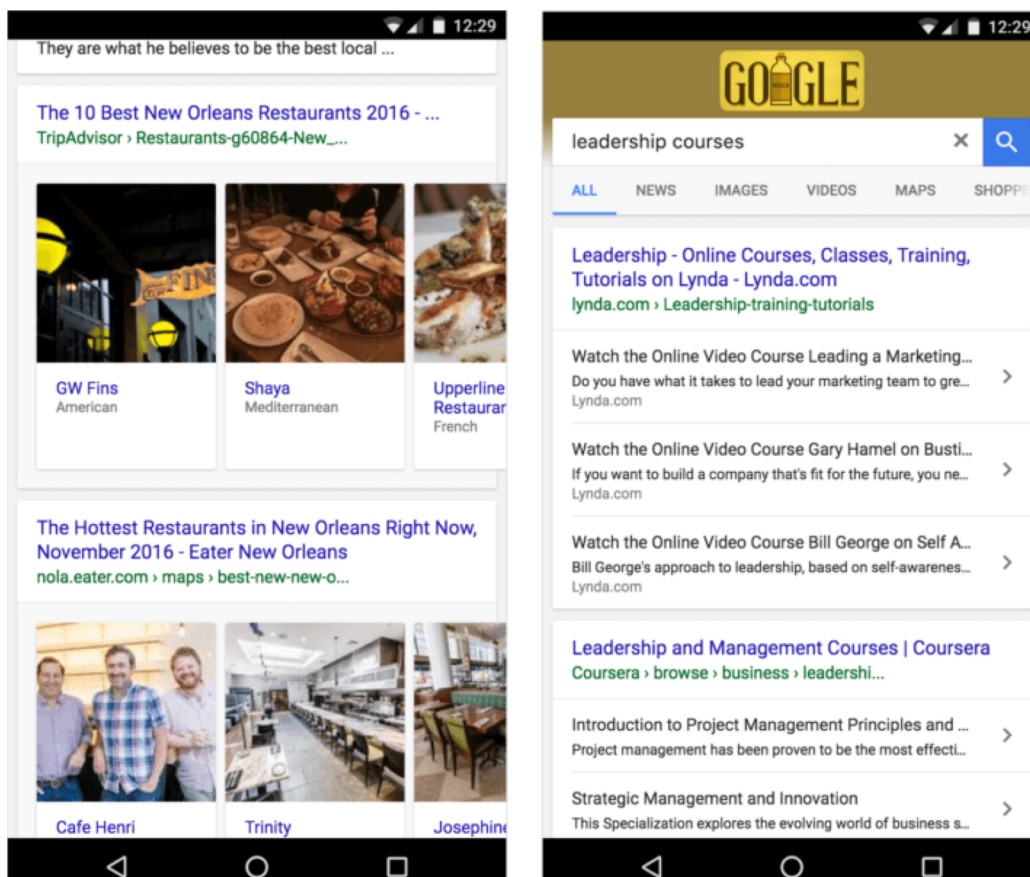 12:29
They are what he believes to be the best local ...
The 10 Best New Orleans Restaurants 2016 - ...
TripAdvisor › Restaurants-g60864-New_...
GW FINS
GW Fins
American
Shaya
Mediterranean
Upperline
Restaurar
French
The Hottest Restaurants in New Orleans Right Now,
November 2016 - Eater New Orleans
nola.eater.com › maps › best-new-new-o...
Cafe Henri
Trinity
Josephine
12:29
GOOGLE
leadership courses
ALL NEWS IMAGES VIDEOS MAPS SHOPPI
Leadership - Online Courses, Classes, Training,
Tutorials on Lynda - Lynda.com
lynda.com › Leadership-training-tutorials
Watch the Online Video Course Leading a Marketing...
Do you have what it takes to lead your marketing team to gre...
Lynda.com
Watch the Online Video Course Gary Hamel on Busti...
If you want to build a company that's fit for the future, you ne...
Lynda.com
Watch the Online Video Course Bill George on Self A...
Bill George's approach to leadership, based on self-awarenes...
Lynda.com
Leadership and Management Courses | Coursera
Coursera › browse › business › leadershi...
Introduction to Project Management Principles and ...
Project management has been proven to be the most effecti...
Strategic Management and Innovation
This Specialization explores the evolving world of business s...